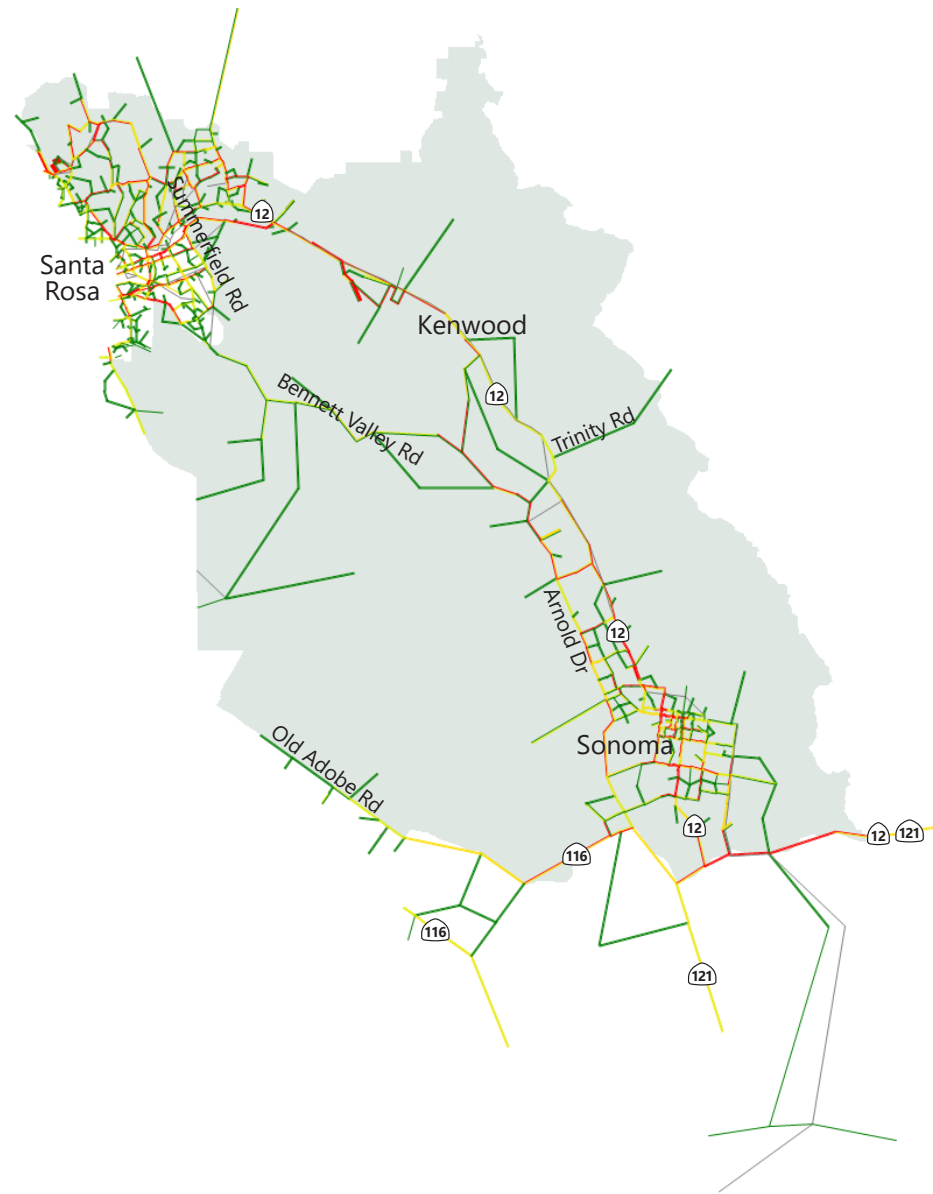 Summerfield Rd
12
Santa
Rosa
Kenwood
12
Bennett Valley Rd
Trinity Rd
Arnold Dr
12
Sonoma
Old Adobe Rd
12
12
121
116
116
121